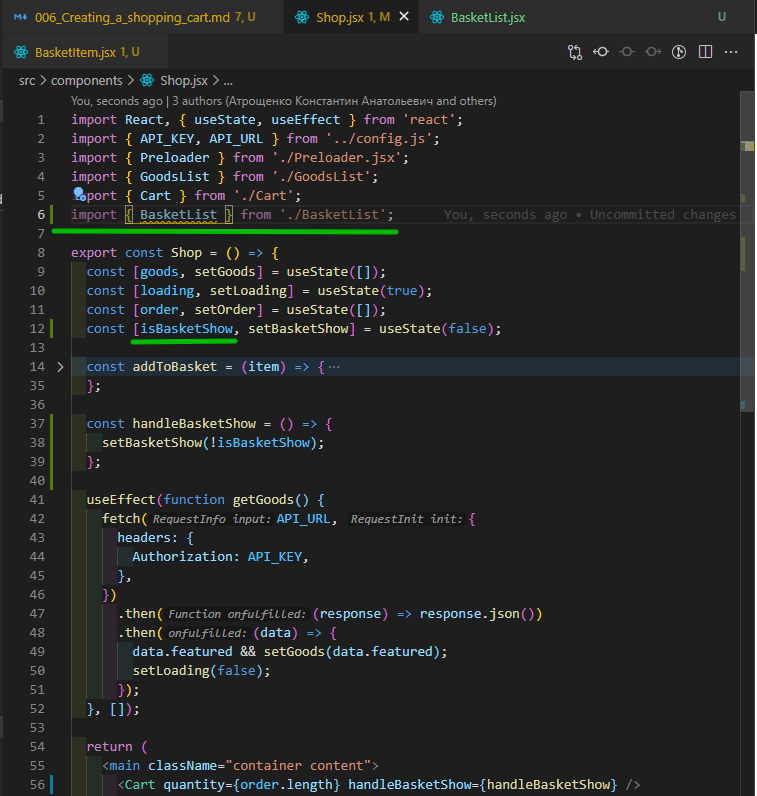 006_Creating_a_shopping_cart.md 7, U
Shop.jsx 1, M
BasketList.jsx U
BasketItem.jsx 1, U
src > components > Shop.jsx > ...
You, seconds ago | 3 authors (Атрощенко Константин Анатольевич and others)
1 import React, { useState, useEffect } from 'react';
2 import { API_KEY, API_URL } from '../config.js';
3 import { Preloader } from './Preloader.jsx';
4 import { GoodsList } from './GoodsList';
5 port { Cart } from './Cart';
6 import { BasketList } from './BasketList'; You, seconds ago • Uncommitted changes
7
8 export const Shop = () => {
9 const [goods, setGoods] = useState([]);
10 const [loading, setLoading] = useState(true);
11 const [order, setOrder] = useState([]);
12 const [isBasketShow, setBasketShow] = useState(false);
13
14 const addToBasket = (item) => { ...
35 };
36
37 const handleBasketShow = () => {
38 setBasketShow(!isBasketShow);
39 };
40
41 useEffect(function getGoods() {
42 fetch( RequestInfo input: API_URL, RequestInit init: {
43 headers: {
44 Authorization: API_KEY,
45 },
46 })
47 .then( Function onfulfilled: (response) => response.json())
48 .then( onfulfilled: (data) => {
49 data.featured && setGoods(data.featured);
50 setLoading(false);
51 });
52 }, []);
53
54 return (
55 <main className="container content">
56 <Cart quantity={order.length} handleBasketShow={handleBasketShow} />